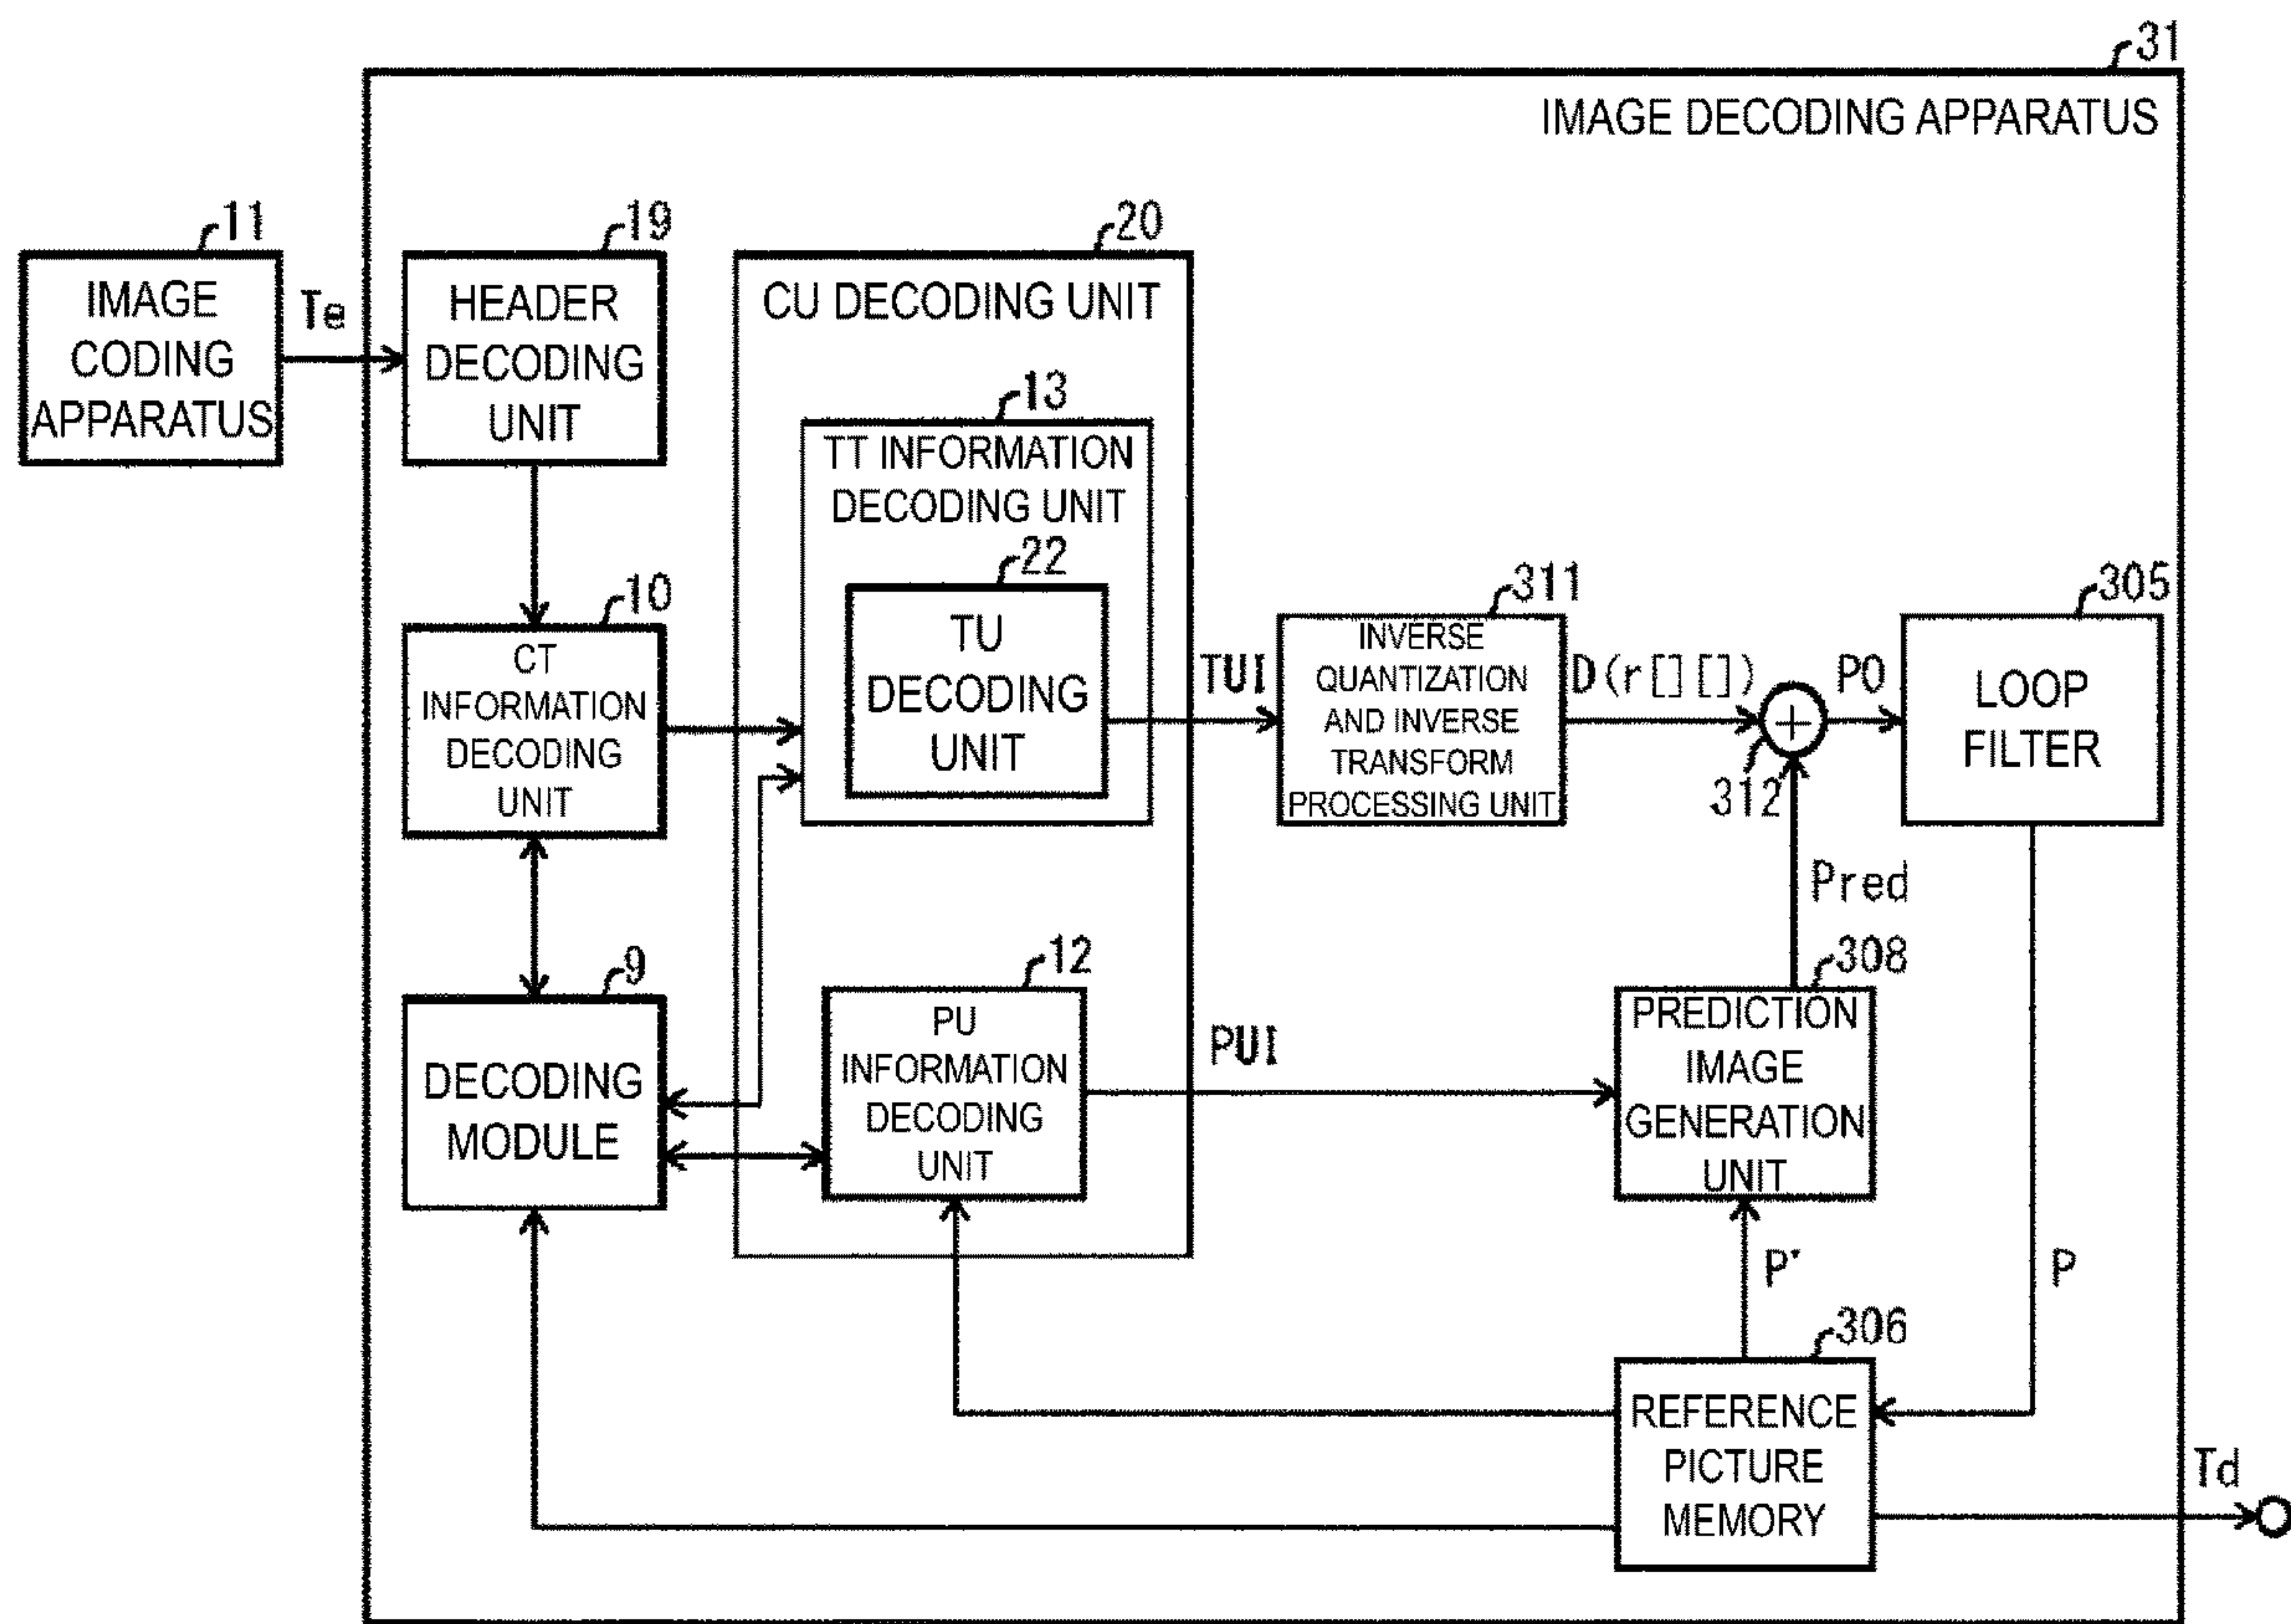 31
IMAGE DECODING APPARATUS
11
IMAGE
CODING
APPARATUS
Te
19
HEADER
DECODING
UNIT
20
CU DECODING UNIT
13
TT INFORMATION
DECODING UNIT
22
TU
DECODING
UNIT
10
CT
INFORMATION
DECODING
UNIT
TUI
311
INVERSE
QUANTIZATION
AND INVERSE
TRANSFORM
PROCESSING UNIT
D(r[][])
+
312
P0
305
LOOP
FILTER
Pred
9
DECODING
MODULE
12
PU
INFORMATION
DECODING
UNIT
PUI
308
PREDICTION
IMAGE
GENERATION
UNIT
P'
P
306
REFERENCE
PICTURE
MEMORY
Td